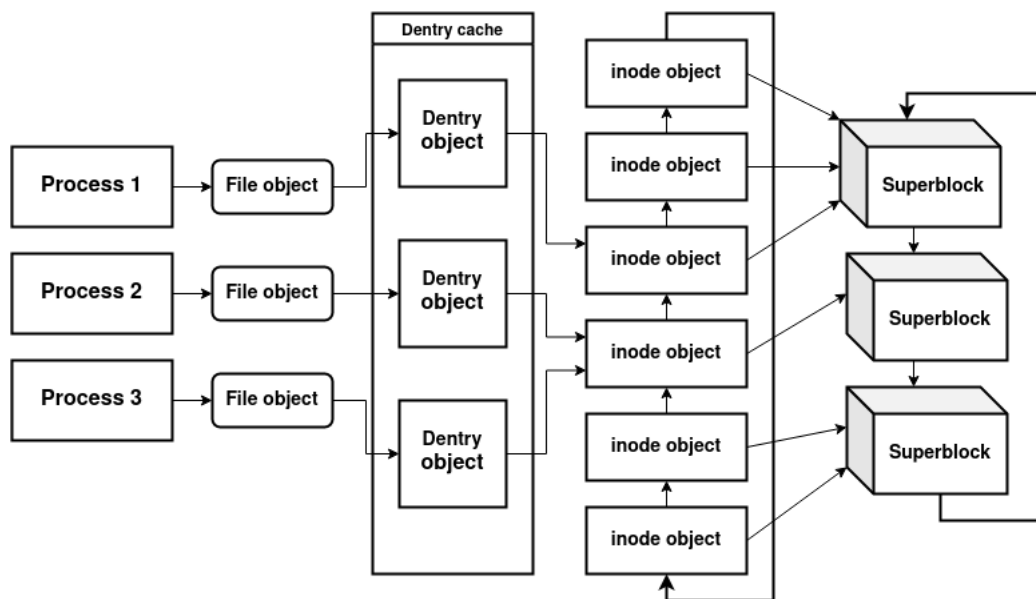 Dentry cache
Process 1
File object
Dentry
object
Process 2
File object
Dentry
object
Process 3
File object
Dentry
object
inode object
inode object
inode object
inode object
inode object
inode object
Superblock
Superblock
Superblock